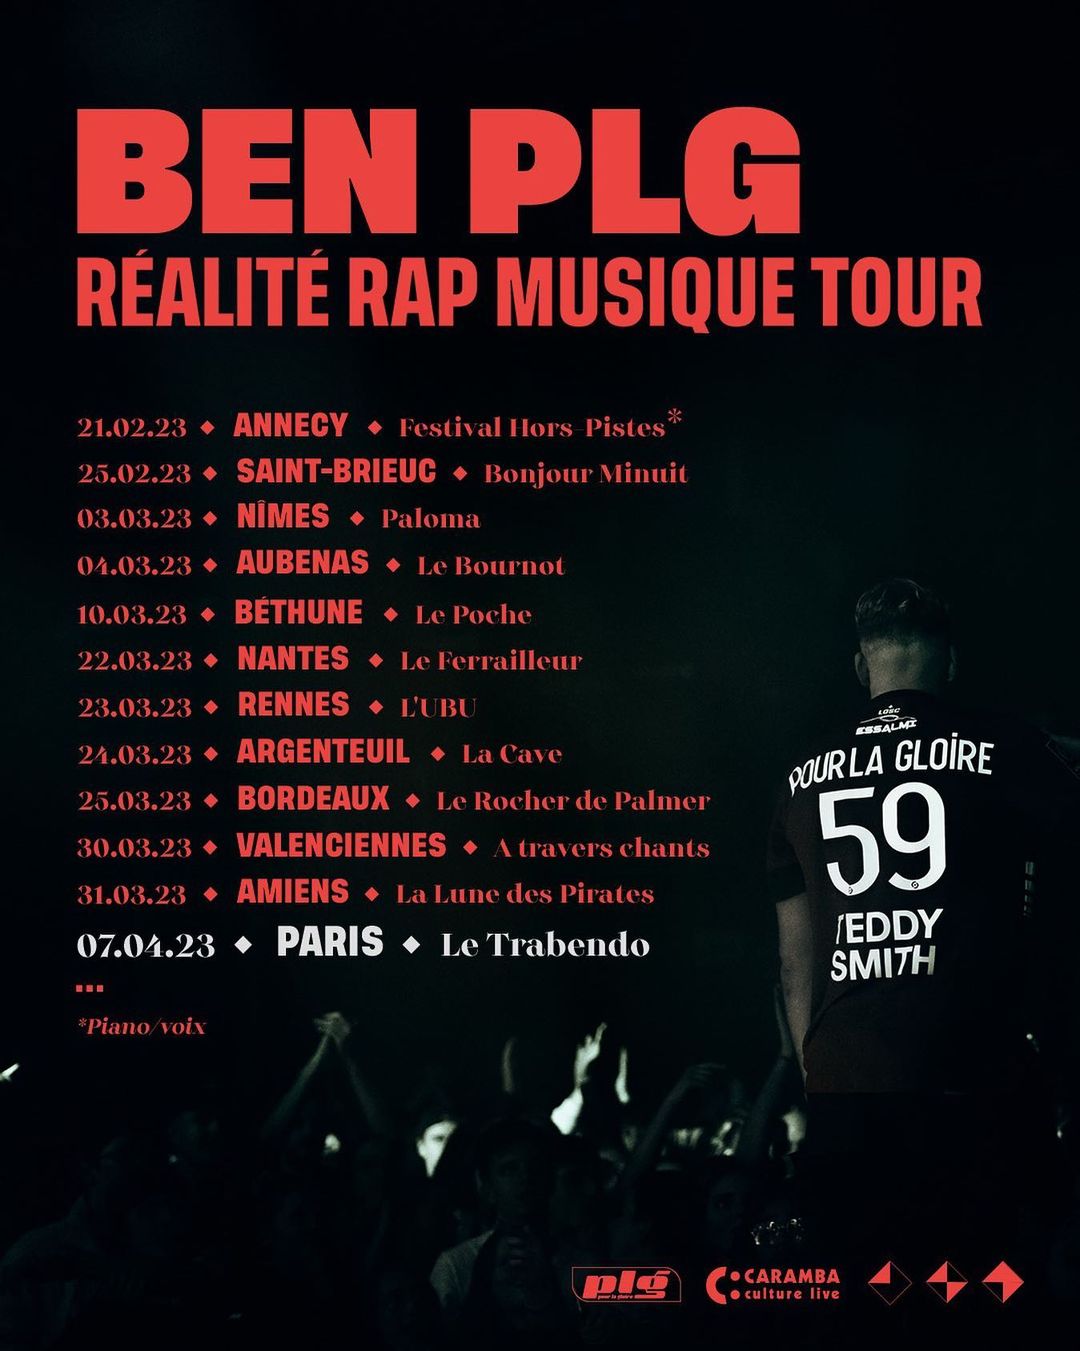 BEN PLG
RÉALITÉ RAP MUSIQUE TOUR
21.02.23 ◆ ANNECY ◆ Festival Hors-Pistes*
25.02.23 ◆ SAINT-BRIEUC ◆ Bonjour Minuit
03.03.23 ◆ NÎMES ◆ Paloma
04.03.23 ◆ AUBENAS ◆ Le Bournot
10.03.23 ◆ BÉTHUNE ◆ Le Poche
22.03.23 ◆ NANTES ◆ Le Ferrailleur
23.03.23 ◆ RENNES ◆ L'UBU
24.03.23 ◆ ARGENTEUIL ◆ La Cave
25.03.23 ◆ BORDEAUX ◆ Le Rocher de Palmer
30.03.23 ◆ VALENCIENNES ◆ A travers chants
31.03.23 ◆ AMIENS ◆ La Lune des Pirates
07.04.23 ◆ PARIS ◆ Le Trabendo
...
*Piano/voix
LOSC
ESSALMI
POUR LA GLOIRE
59
TEDDY
SMITH
plg
pour la gloire
CARAMBA
culture live